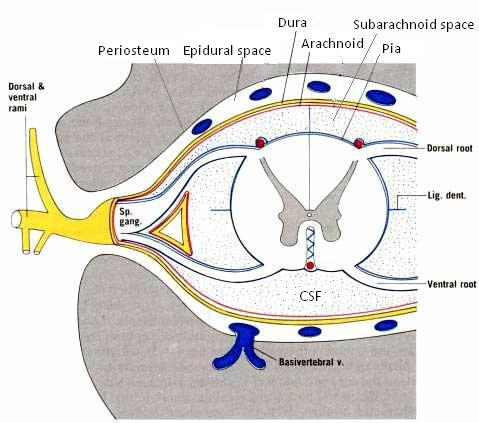 Subarachnoid space
Dura
Arachnoid
Pia
Periosteum
Epidural space
Dorsal &
ventral
rami
Dorsal root
Lig. dent.
Sp.
gang.
Ventral root
CSF
Basivertebral v.